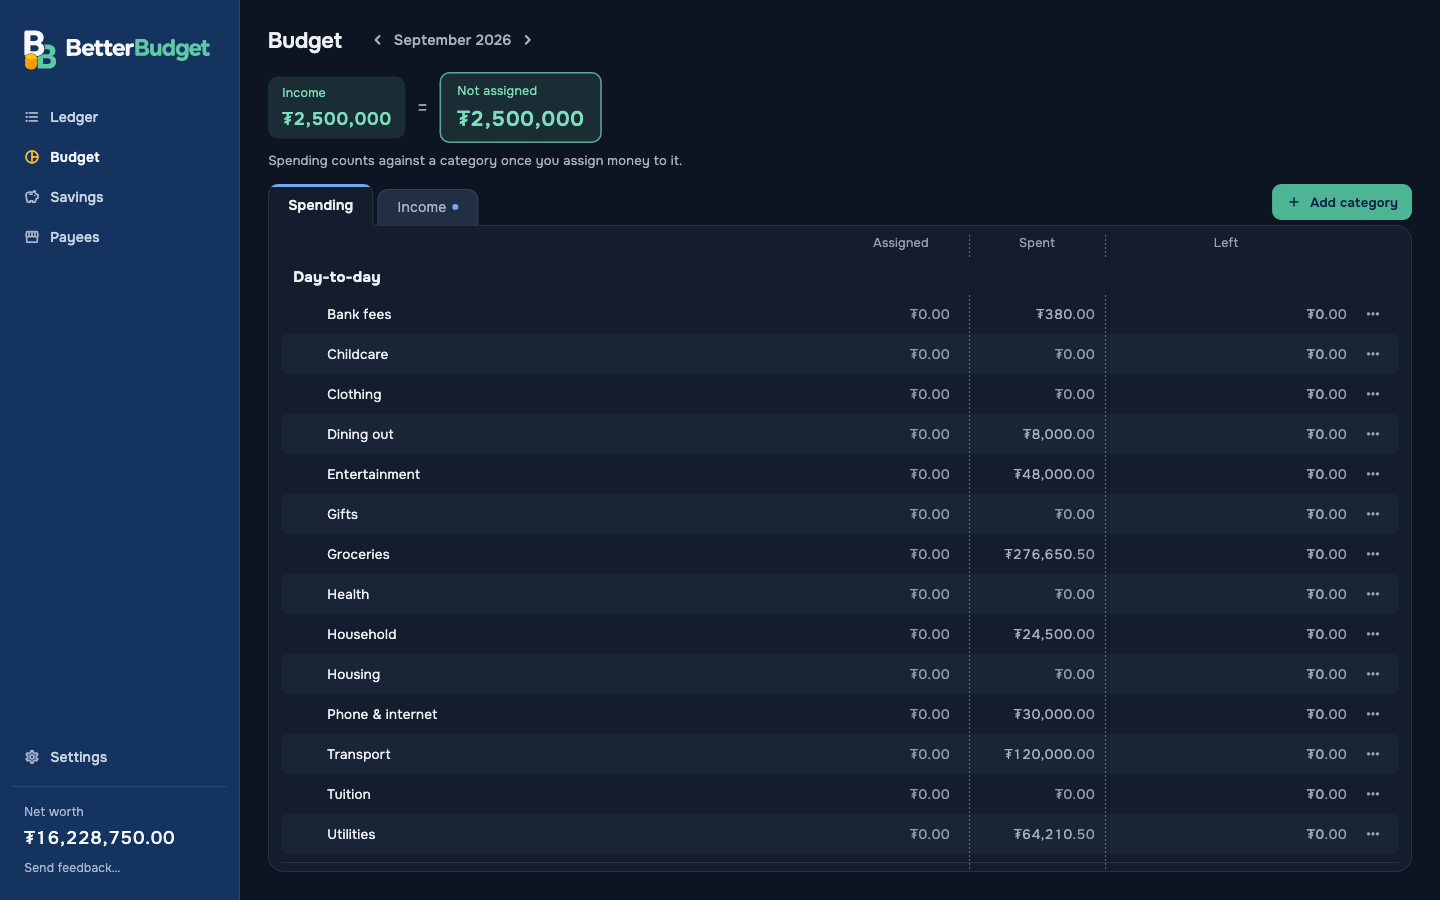 BetterBudget
Ledger
Budget
Savings
Payees
Settings
Net worth
₮16,228,750.00
Send feedback...
Budget
September 2026
Income
₮2,500,000
=
Not assigned
₮2,500,000
Spending counts against a category once you assign money to it.
Spending
Income
+ Add category
Assigned Spent Left
Day-to-day
Bank fees ₮0.00 ₮380.00 ₮0.00
Childcare ₮0.00 ₮0.00 ₮0.00
Clothing ₮0.00 ₮0.00 ₮0.00
Dining out ₮0.00 ₮8,000.00 ₮0.00
Entertainment ₮0.00 ₮48,000.00 ₮0.00
Gifts ₮0.00 ₮0.00 ₮0.00
Groceries ₮0.00 ₮276,650.50 ₮0.00
Health ₮0.00 ₮0.00 ₮0.00
Household ₮0.00 ₮24,500.00 ₮0.00
Housing ₮0.00 ₮0.00 ₮0.00
Phone & internet ₮0.00 ₮30,000.00 ₮0.00
Transport ₮0.00 ₮120,000.00 ₮0.00
Tuition ₮0.00 ₮0.00 ₮0.00
Utilities ₮0.00 ₮64,210.50 ₮0.00